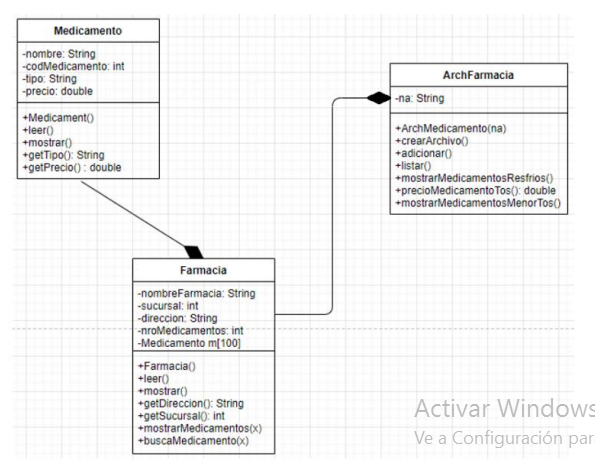 Medicamento
-nombre: String
-codMedicamento: int
-tipo: String
-precio: double
+Medicament()
+leer()
+mostrar()
+getTipo(): String
+getPrecio() : double
ArchFarmacia
-na: String
+ArchMedicamento(na)
+crearArchivo()
+adicionar()
+listar()
+mostrarMedicamentosResfrios()
+precioMedicamentoTos(): double
+mostrarMedicamentosMenorTos()
Farmacia
-nombreFarmacia: String
-sucursal: int
-direccion: String
-nroMedicamentos: int
-Medicamento m[100]
+Farmacia()
+leer()
+mostrar()
+getDireccion(): String
+getSucursal(): int
+mostrarMedicamentos(x)
+buscaMedicamento(x)
Activar Windows
Ve a Configuración par